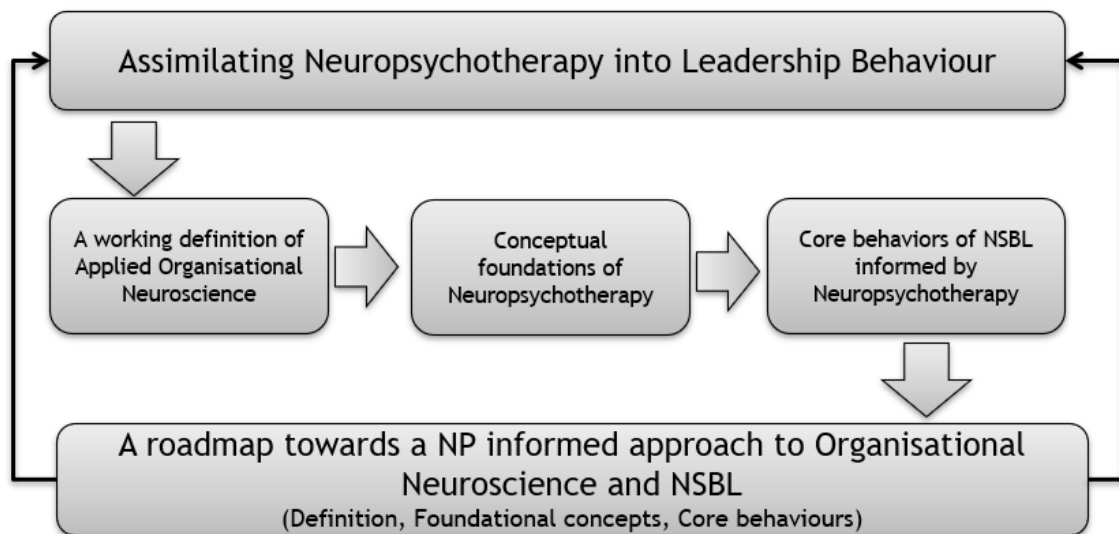 Assimilating Neuropsychotherapy into Leadership Behaviour
A working definition of
Applied Organisational
Neuroscience
Conceptual
foundations of
Neuropsychotherapy
Core behaviors of NSBL
informed by
Neuropsychotherapy
A roadmap towards a NP informed approach to Organisational
Neuroscience and NSBL
(Definition, Foundational concepts, Core behaviours)